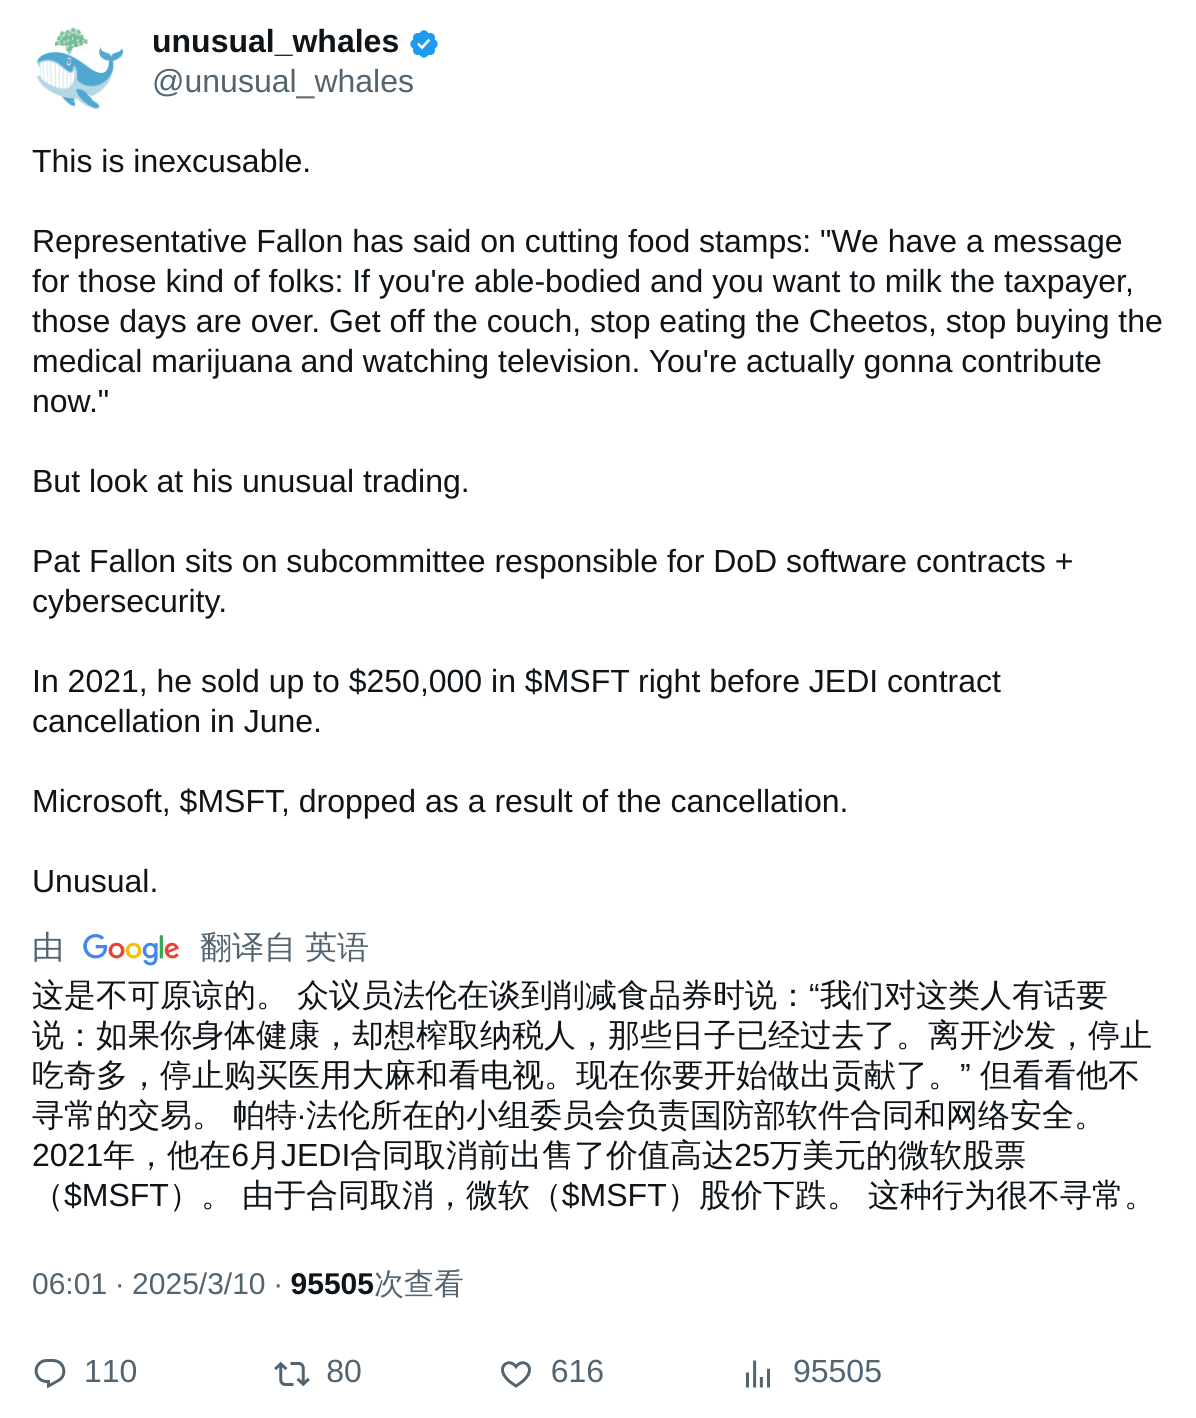 unusual_whales
@unusual_whales
This is inexcusable.
Representative Fallon has said on cutting food stamps: "We have a message
for those kind of folks: If you're able-bodied and you want to milk the taxpayer,
those days are over. Get off the couch, stop eating the Cheetos, stop buying the
medical marijuana and watching television. You're actually gonna contribute
now."
But look at his unusual trading.
Pat Fallon sits on subcommittee responsible for DoD software contracts +
cybersecurity.
In 2021, he sold up to $250,000 in $MSFT right before JEDI contract
cancellation in June.
Microsoft, $MSFT, dropped as a result of the cancellation.
Unusual.
由 Google 翻译自 英语
这是不可原谅的。 众议员法伦在谈到削减食品券时说：“我们对这类人有话要
说：如果你身体健康，却想榨取纳税人，那些日子已经过去了。离开沙发，停止
吃奇多，停止购买医用大麻和看电视。现在你要开始做出贡献了。” 但看看他不
寻常的交易。 帕特·法伦所在的小组委员会负责国防部软件合同和网络安全。
2021年，他在6月JEDI合同取消前出售了价值高达25万美元的微软股票
（$MSFT）。 由于合同取消，微软（$MSFT）股价下跌。 这种行为很不寻常。
06:01 · 2025/3/10 · 95505次查看
110 80 616 95505